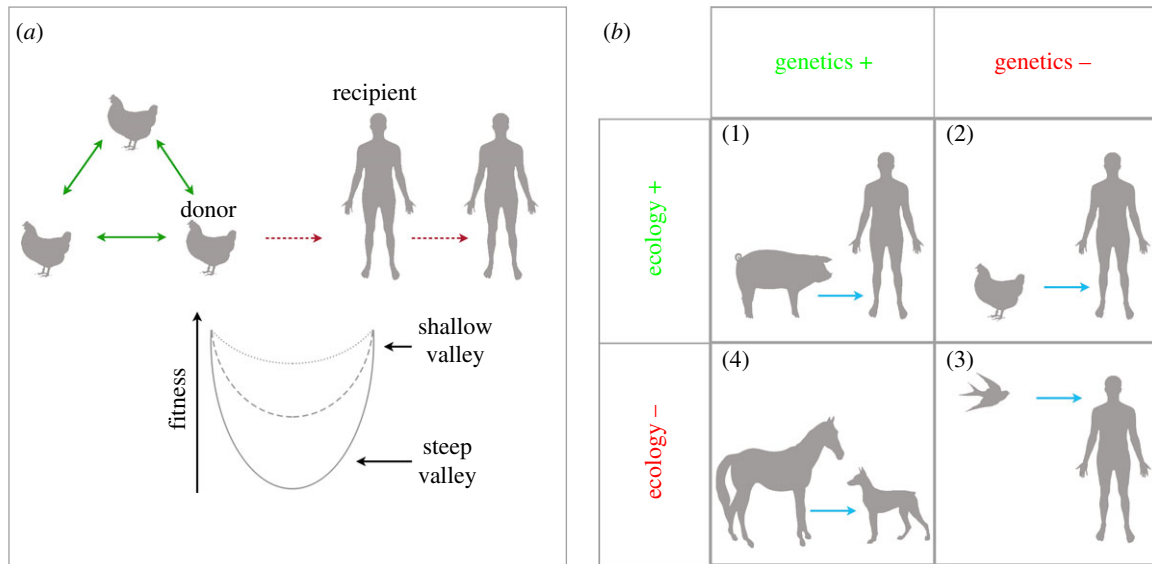 (a)
recipient
donor
fitness
shallow
valley
steep
valley
(b)
genetics +
genetics –
ecology +
ecology –
(1)
(2)
(4)
(3)